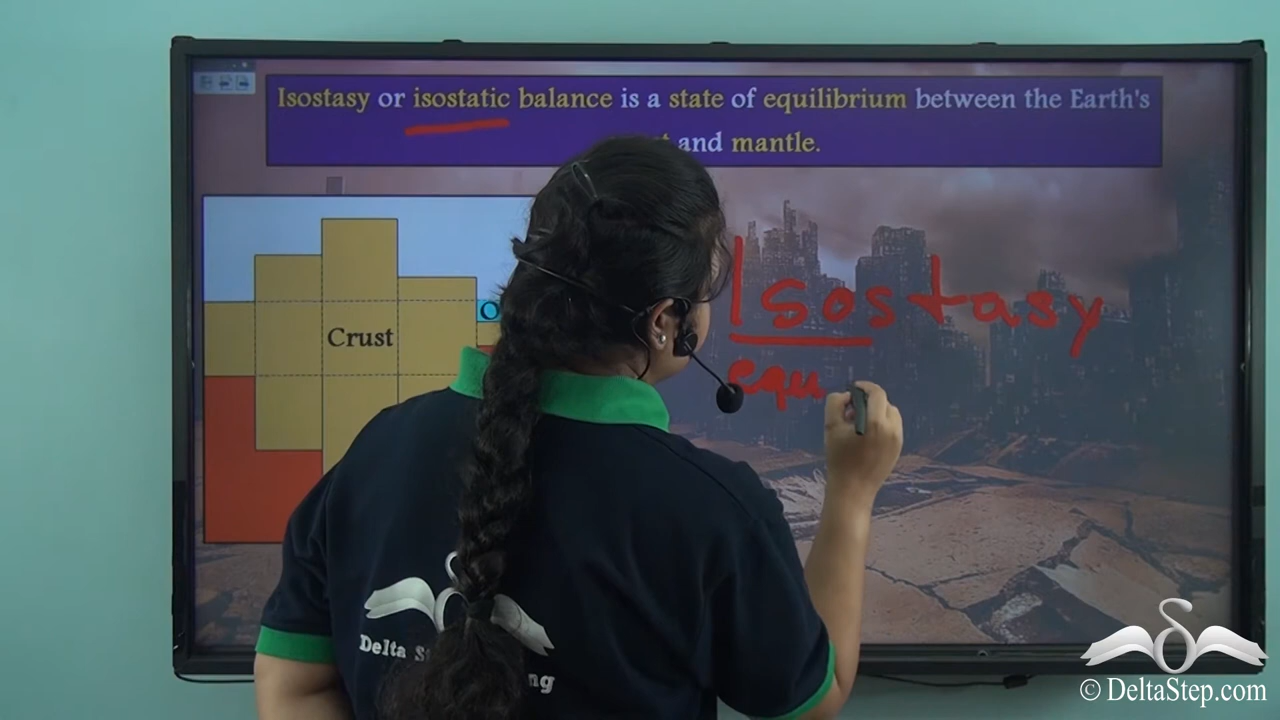 Isostasy or isostatic balance is a state of equilibrium between the Earth's
and mantle.
Crust
Isostasy
equ
Delta
© DeltaStep.com